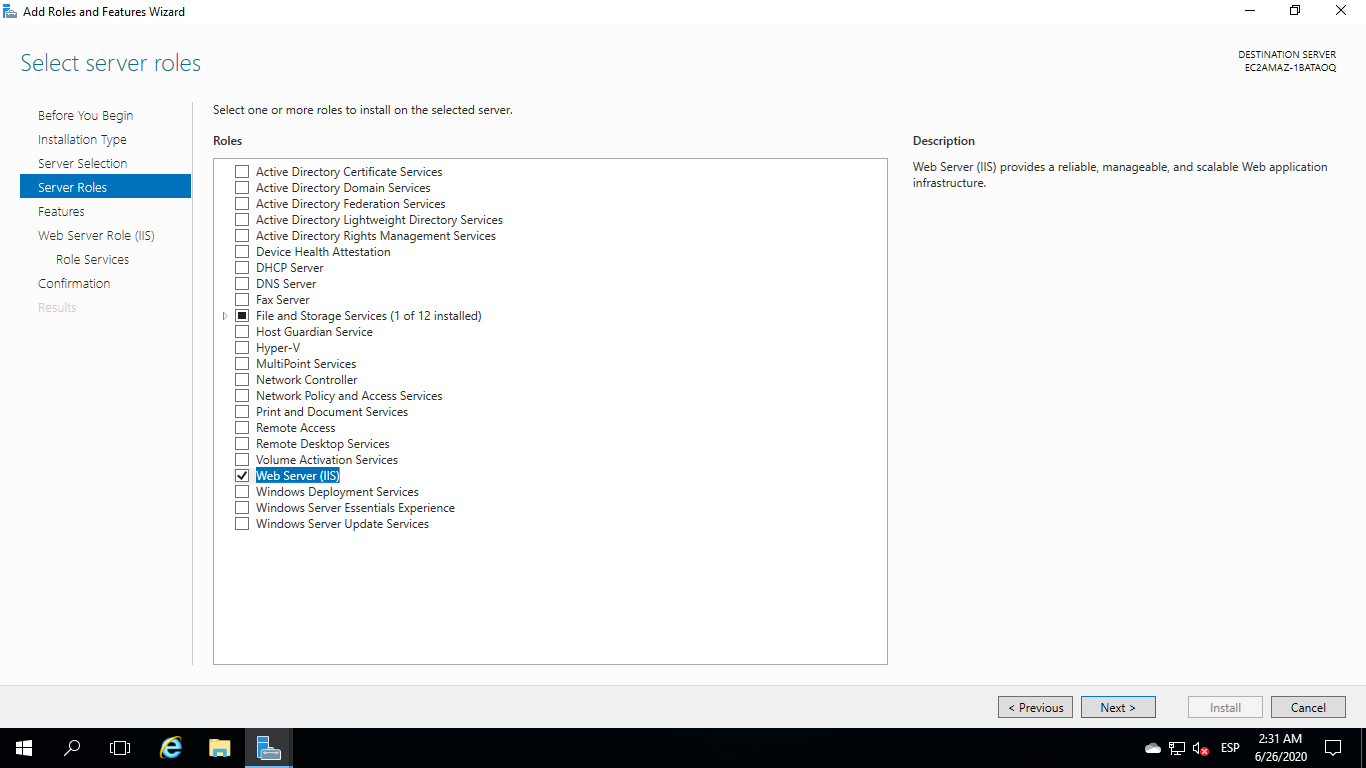 Add Roles and Features Wizard
Select server roles
DESTINATION SERVER
EC2AMAZ-1BATAOQ
Before You Begin
Installation Type
Server Selection
Server Roles
Features
Web Server Role (IIS)
Role Services
Confirmation
Results
Select one or more roles to install on the selected server.
Roles
Active Directory Certificate Services
Active Directory Domain Services
Active Directory Federation Services
Active Directory Lightweight Directory Services
Active Directory Rights Management Services
Device Health Attestation
DHCP Server
DNS Server
Fax Server
File and Storage Services (1 of 12 installed)
Host Guardian Service
Hyper-V
MultiPoint Services
Network Controller
Network Policy and Access Services
Print and Document Services
Remote Access
Remote Desktop Services
Volume Activation Services
Web Server (IIS)
Windows Deployment Services
Windows Server Essentials Experience
Windows Server Update Services
Description
Web Server (IIS) provides a reliable, manageable, and scalable Web application
infrastructure.
< Previous
Next >
Install
Cancel
ESP
2:31 AM
6/26/2020